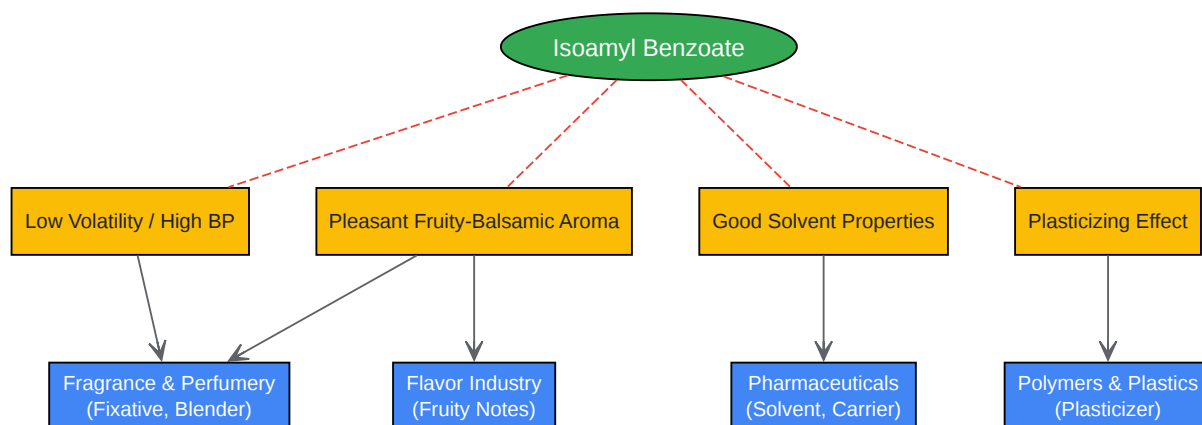 Isoamyl Benzoate
Low Volatility / High BP
Pleasant Fruity-Balsamic Aroma
Good Solvent Properties
Plasticizing Effect
Fragrance & Perfumery
(Fixative, Blender)
Flavor Industry
(Fruity Notes)
Pharmaceuticals
(Solvent, Carrier)
Polymers & Plastics
(Plasticizer)